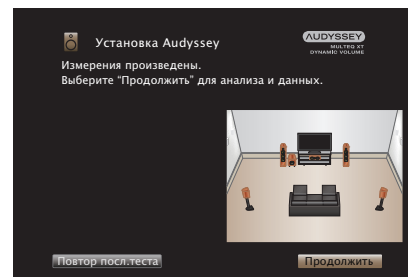 Установка Audyssey
AUDYSSEY
MULTEQ XT
DYNAMIC VOLUME
Измерения произведены.
Выберите “Продолжить” для анализа и данных.
Повтор посл.теста
Продолжить